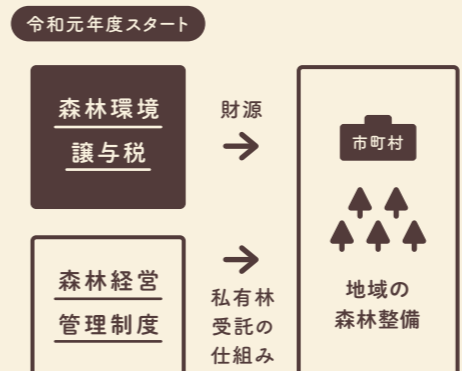 令和元年度スタート
森林環境
譲与税
財源
市町村
地域の
森林整備
森林経営
管理制度
私有林
受託の
仕組み